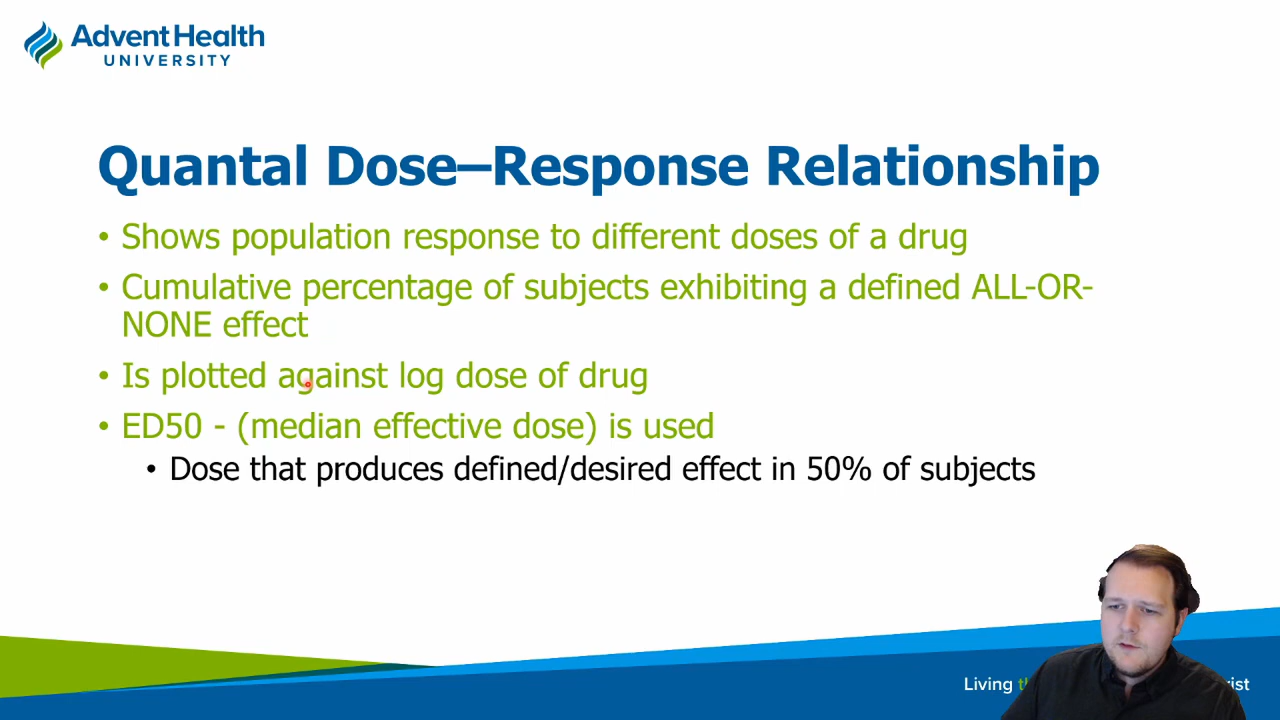 Advent Health
UNIVERSITY
Quantal Dose–Response Relationship
• Shows population response to different doses of a drug
• Cumulative percentage of subjects exhibiting a defined ALL-OR-
NONE effect
• Is plotted against log dose of drug
• ED50 - (median effective dose) is used
• Dose that produces defined/desired effect in 50% of subjects
Living